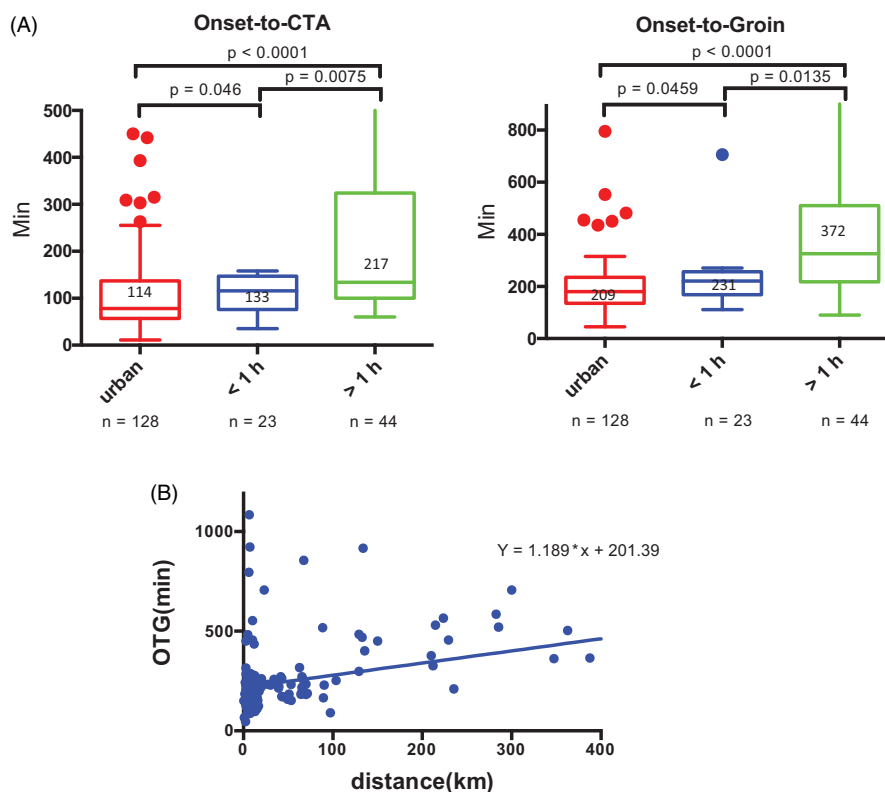 (A)
Onset-to-CTA
p < 0.0001
p = 0.046
p = 0.0075
Min
500
400
300
200
100
0
114
133
217
urban
< 1 h
> 1 h
n = 128
n = 23
n = 44
Onset-to-Groin
p < 0.0001
p = 0.0459
p = 0.0135
Min
800
600
400
200
0
209
231
372
urban
< 1 h
> 1 h
n = 128
n = 23
n = 44
(B)
Y = 1.189*x + 201.39
OTG(min)
1000
500
0
0 100 200 300 400
distance(km)